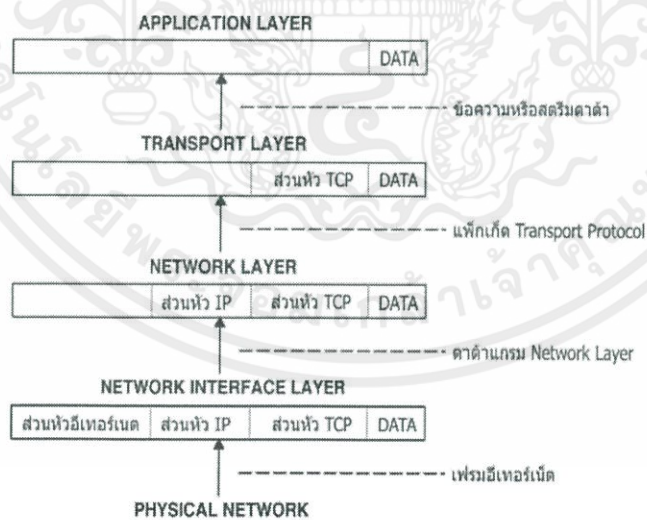 APPLICATION LAYER
DATA
ข้อความหรือสตรีมดาต้า
TRANSPORT LAYER
ส่วนหัว TCP DATA
แพ็กเก็ต Transport Protocol
NETWORK LAYER
ส่วนหัว IP ส่วนหัว TCP DATA
ดาต้าแกรม Network Layer
NETWORK INTERFACE LAYER
ส่วนหัวอีเทอร์เนต ส่วนหัว IP ส่วนหัว TCP DATA
เฟรมอีเทอร์เน็ต
PHYSICAL NETWORK